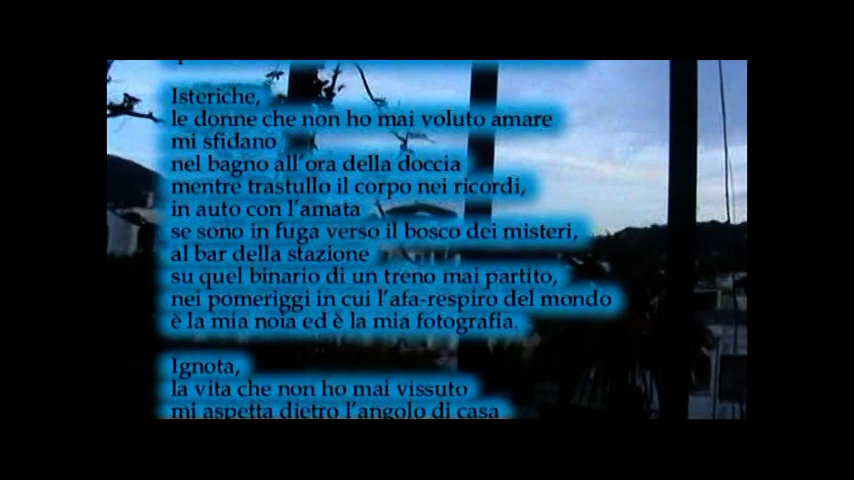 Isteriche,
le donne che non ho mai voluto amare
mi sfidano
nel bagno all'ora della doccia
mentre trastullo il corpo nei ricordi,
in auto con l'amata
se sono in fuga verso il bosco dei misteri,
al bar della stazione
su quel binario di un treno mai partito,
nei pomeriggi in cui l'afa-respiro del mondo
è la mia noia ed è la mia fotografia.
Ignota,
la vita che non ho mai vissuto
mi aspetta dietro l'angolo di casa